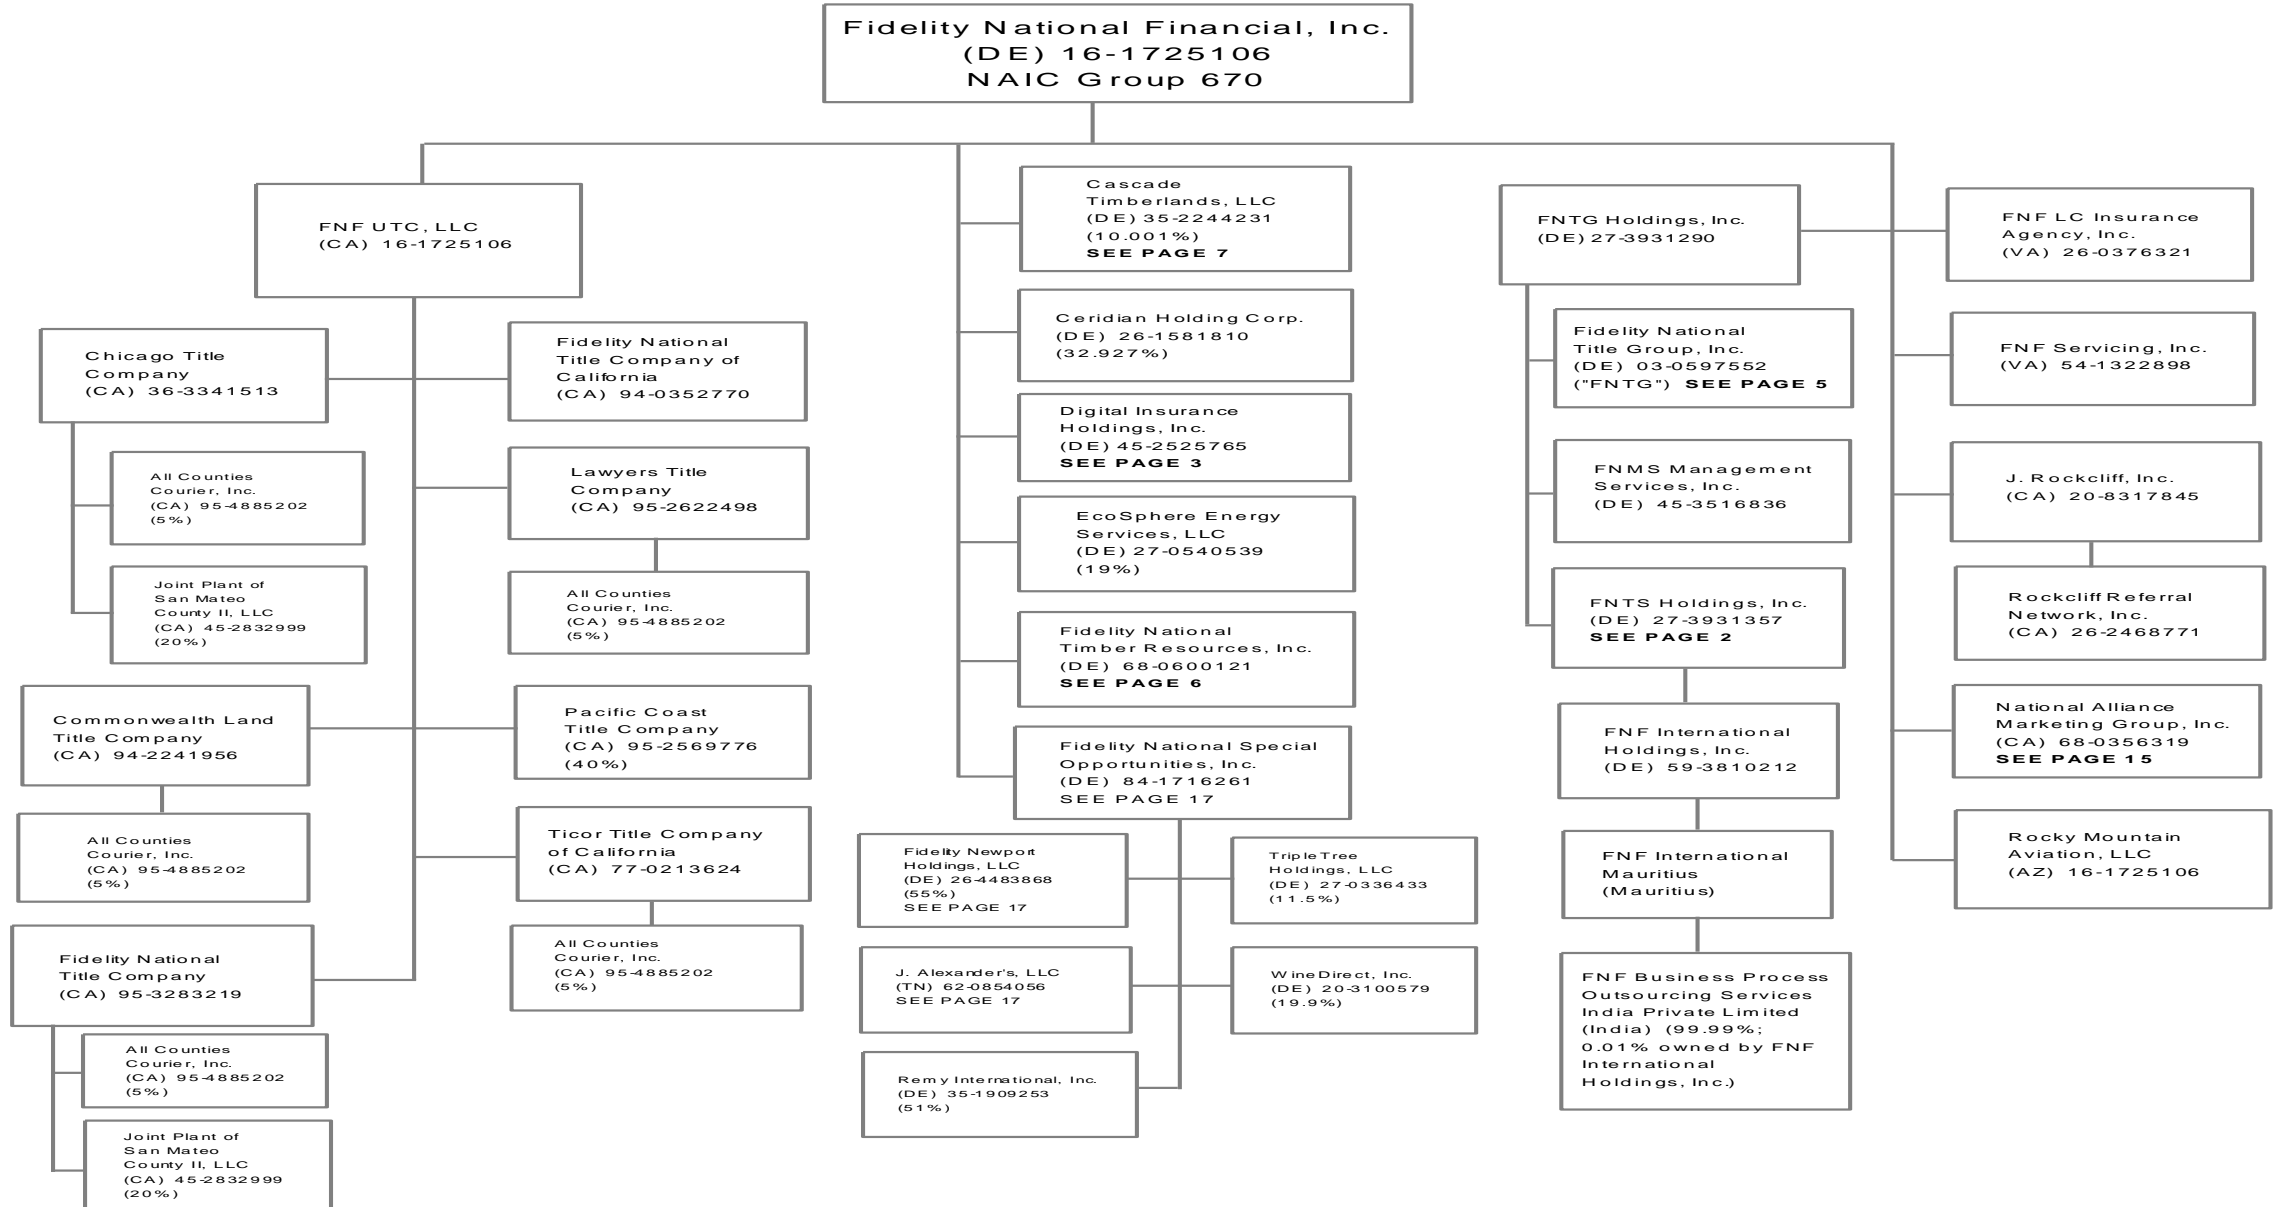 Fidelity National Financial, Inc.
(DE) 16-1725106
NAIC Group 670
FNF UTC, LLC
(CA) 16-1725106
Chicago Title
Company
(CA) 36-3341513
All Counties
Courier, Inc.
(CA) 95-4885202
(5%)
Joint Plant of
San Mateo
County II, LLC
(CA) 45-2832999
(20%)
Commonwealth Land
Title Company
(CA) 94-2241956
All Counties
Courier, Inc.
(CA) 95-4885202
(5%)
Fidelity National
Title Company
(CA) 95-3283219
All Counties
Courier, Inc.
(CA) 95-4885202
(5%)
Joint Plant of
San Mateo
County II, LLC
(CA) 45-2832999
(20%)
Fidelity National
Title Company of
California
(CA) 94-0352770
Lawyers Title
Company
(CA) 95-2622498
All Counties
Courier, Inc.
(CA) 95-4885202
(5%)
Pacific Coast
Title Company
(CA) 95-2569776
(40%)
Ticor Title Company
of California
(CA) 77-0213624
All Counties
Courier, Inc.
(CA) 95-4885202
(5%)
Cascade
Timberlands, LLC
(DE) 35-2244231
(10.001%)
SEE PAGE 7
Ceridian Holding Corp.
(DE) 26-1581810
(32.927%)
Digital Insurance
Holdings, Inc.
(DE) 45-2525765
SEE PAGE 3
EcoSphere Energy
Services, LLC
(DE) 27-0540539
(19%)
Fidelity National
Timber Resources, Inc.
(DE) 68-0600121
SEE PAGE 6
Fidelity National Special
Opportunities, Inc.
(DE) 84-1716261
SEE PAGE 17
Fidelity Newport
Holdings, LLC
(DE) 26-4483868
(55%)
SEE PAGE 17
TripleTree
Holdings, LLC
(DE) 27-0336433
(11.5%)
J. Alexander's, LLC
(TN) 62-0854056
SEE PAGE 17
WineDirect, Inc.
(DE) 20-3100579
(19.9%)
Remy International, Inc.
(DE) 35-1909253
(51%)
FNTG Holdings, Inc.
(DE) 27-3931290
Fidelity National
Title Group, Inc.
(DE) 03-0597552
("FNTG") SEE PAGE 5
FNMS Management
Services, Inc.
(DE) 45-3516836
FNTS Holdings, Inc.
(DE) 27-3931357
SEE PAGE 2
FNF International
Holdings, Inc.
(DE) 59-3810212
FNF International
Mauritius
(Mauritius)
FNF Business Process
Outsourcing Services
India Private Limited
(India) (99.99%;
0.01% owned by FNF
International
Holdings, Inc.)
FNF LC Insurance
Agency, Inc.
(VA) 26-0376321
FNF Servicing, Inc.
(VA) 54-1322898
J. Rockcliff, Inc.
(CA) 20-8317845
Rockcliff Referral
Network, Inc.
(CA) 26-2468771
National Alliance
Marketing Group, Inc.
(CA) 68-0356319
SEE PAGE 15
Rocky Mountain
Aviation, LLC
(AZ) 16-1725106